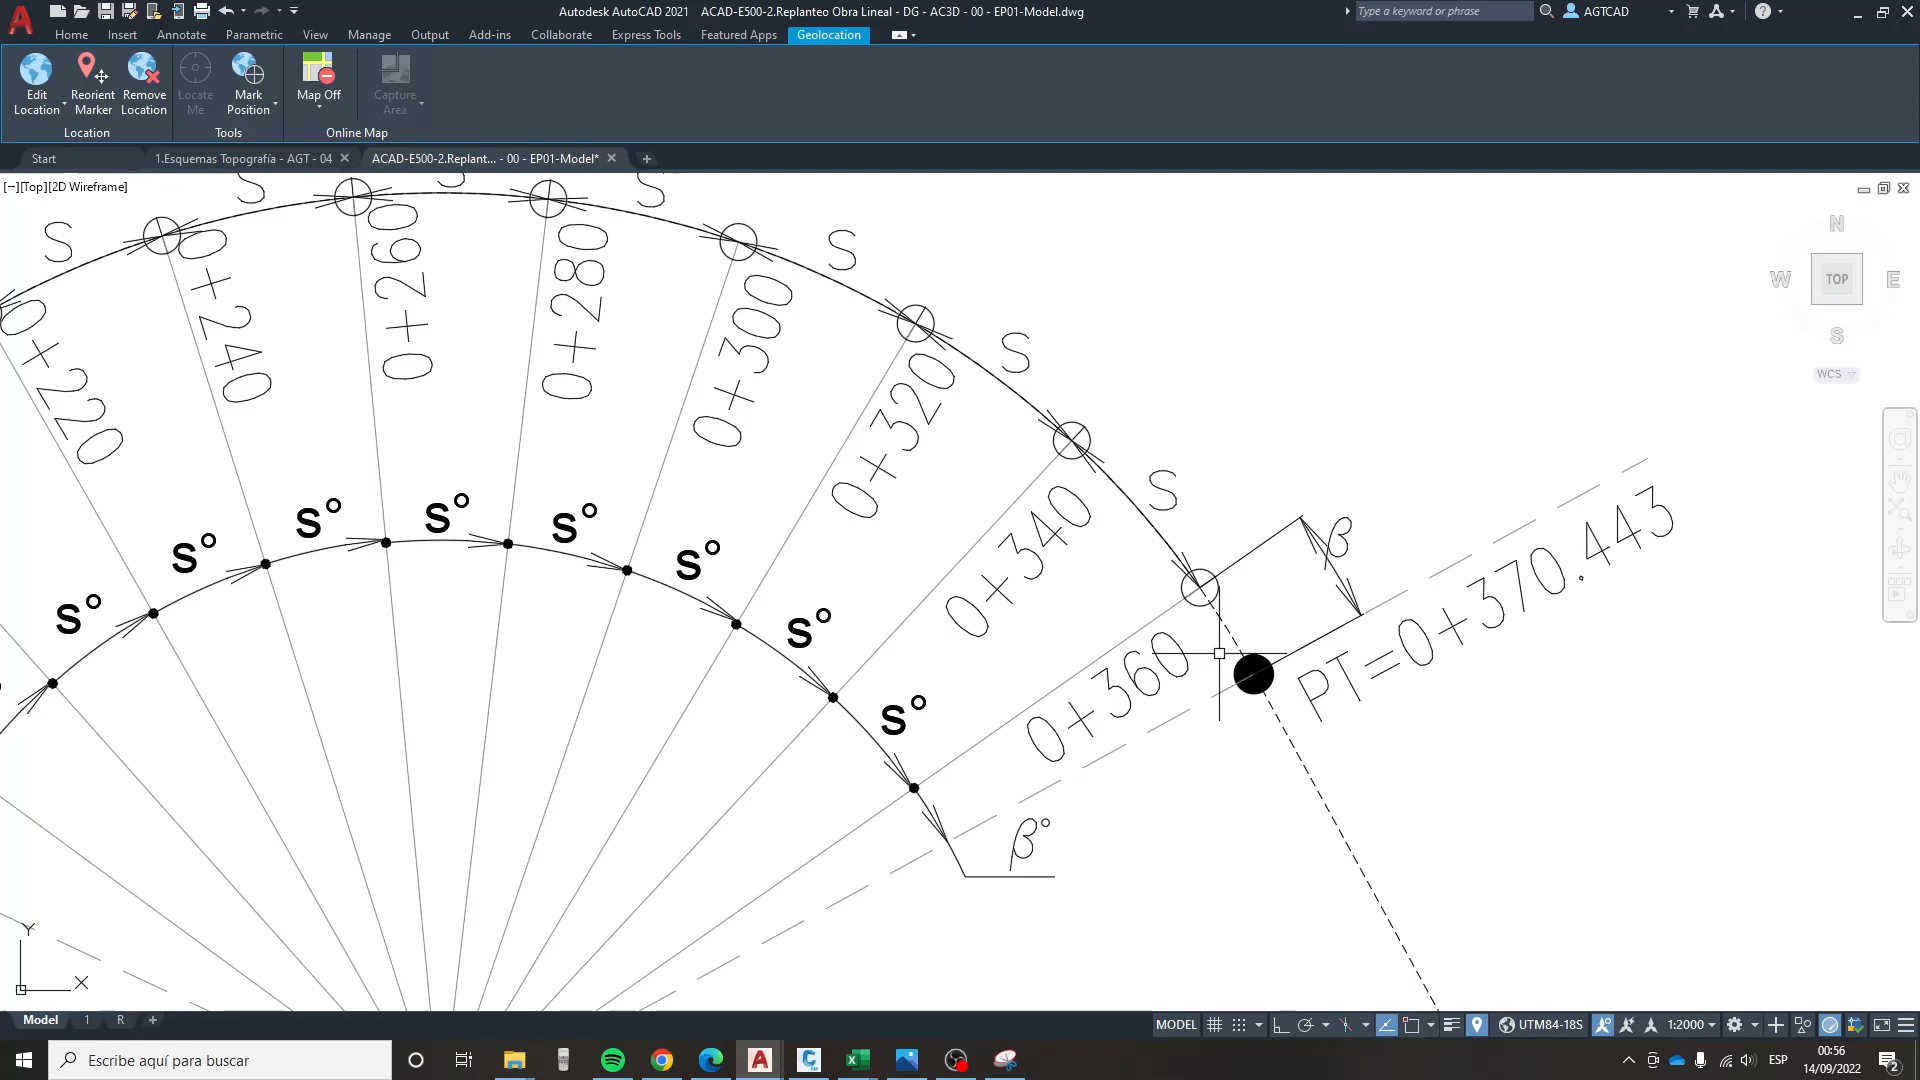 Autodesk AutoCAD 2021 ACAD-E500-2.Replanteo Obra Lineal - DG - AC3D - 00 - EP01-Model.dwg
Type a keyword or phrase
AGTCAD
Home Insert Annotate Parametric View Manage Output Add-ins Collaborate Express Tools Featured Apps Geolocation
Edit Location
Reorient Marker
Remove Location
Locate Me
Mark Position
Map Off
Capture Area
Location Tools Online Map
Start
1.Esquemas Topografía - AGT - 04
ACAD-E500-2.Replant... - 00 - EP01-Model*
[−][Top][2D Wireframe]
N
W TOP E
S
WCS
S S S S S S S
0+220
0+240
0+260
0+280
0+300
0+320
0+340
0+360
PT=0+370.443
β
S° S° S° S° S° S° S° S°
β°
Y
X
Model 1 R +
MODEL
UTM84-18S
1:2000
Escribe aquí para buscar
ESP
00:56
14/09/2022
2